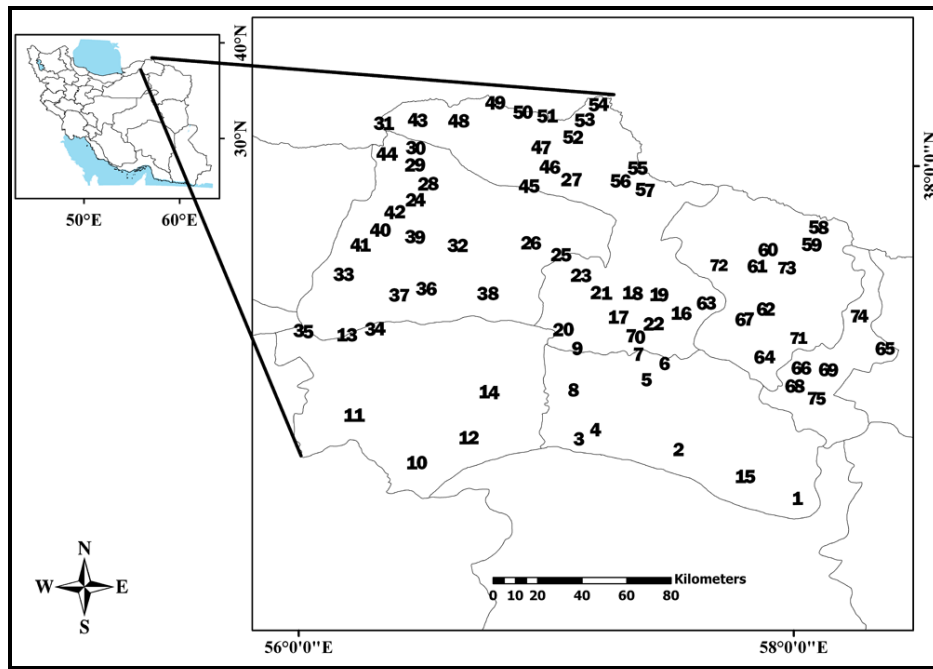 40°N
30°N
50°E 60°E
49
50 51 54
31 43 48 53
52
44 30 47
29 46 55
28 45 27 56 57
24
42
40 39 58
41 32 26 60 59
25 72 61 73
33 23
37 36 38 21 18 19 63
17 16 62 74
35 13 34 20 22 67
70 71
9 7 64 65
6 66 69
14 8 5 68 75
11
12 3 4
10 2
15
1
38°0'0"N
Kilometers
0 10 20 40 60 80
N
W E
S
56°0'0"E 58°0'0"E